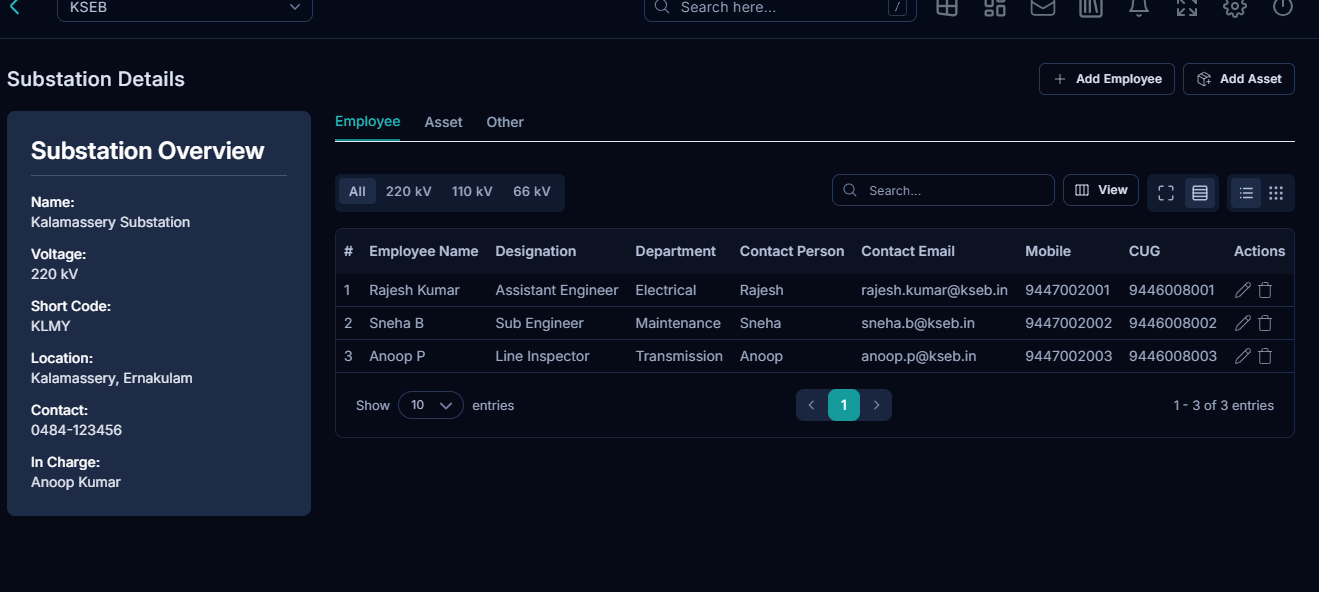 KSEB
Search here...
/
Substation Details
Add Employee
Add Asset
Substation Overview
Name:
Kalamassery Substation
Voltage:
220 kV
Short Code:
KLMY
Location:
Kalamassery, Ernakulam
Contact:
0484-123456
In Charge:
Anoop Kumar
Employee Asset Other
All 220 kV 110 kV 66 kV
Search...
View
# Employee Name Designation Department Contact Person Contact Email Mobile CUG Actions
1 Rajesh Kumar Assistant Engineer Electrical Rajesh rajesh.kumar@kseb.in 9447002001 9446008001
2 Sneha B Sub Engineer Maintenance Sneha sneha.b@kseb.in 9447002002 9446008002
3 Anoop P Line Inspector Transmission Anoop anoop.p@kseb.in 9447002003 9446008003
Show 10 entries
1
1 - 3 of 3 entries